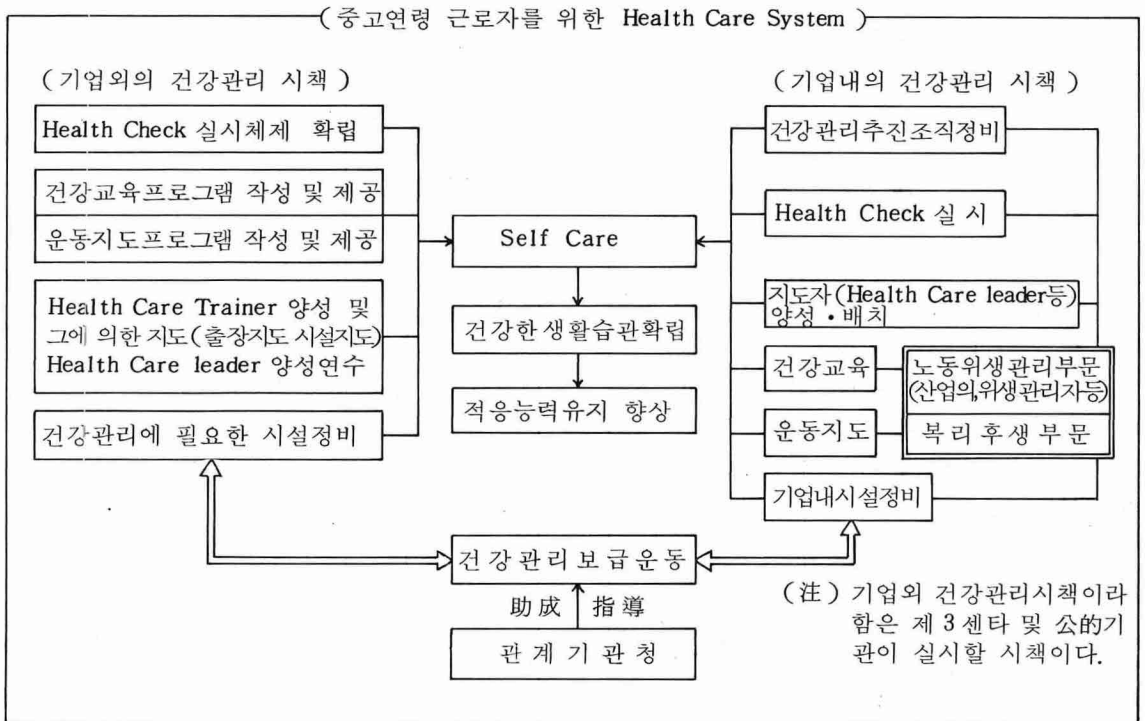 (중고연령 근로자를 위한 Health Care System)
(기업외의 건강관리 시책)
Health Check 실시체제 확립
건강교육프로그램 작성 및 제공
운동지도프로그램 작성 및 제공
Health Care Trainer 양성 및
그에 의한 지도(출장지도 시설지도)
Health Care leader 양성연수
건강관리에 필요한 시설정비
Self Care
건강한생활습관확립
적응능력유지 향상
(기업내의 건강관리 시책)
건강관리추진조직정비
Health Check 실시
지도자(Health Care leader등)
양성·배치
건강교육
노동위생관리부문
(산업의,위생관리자등)
운동지도
복리후생부문
기업내시설정비
건강관리보급운동
助成 指導
관계기관청
(注) 기업외 건강관리시책이라
함은 제 3 센타 및 公的기
관이 실시할 시책이다.